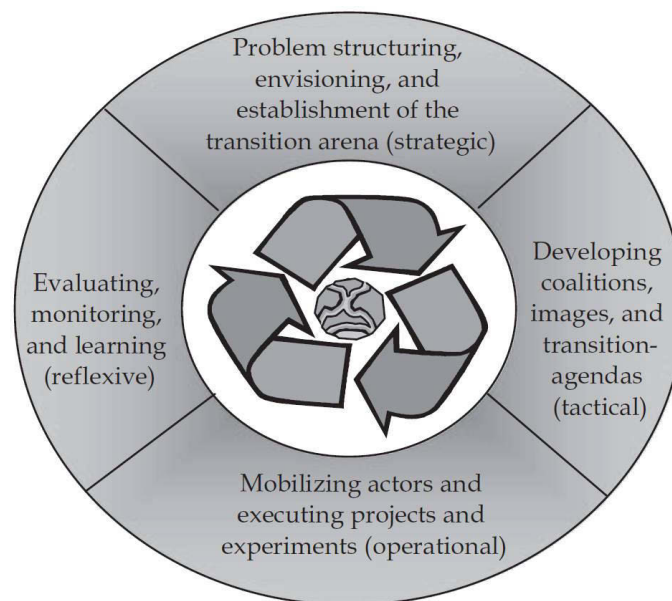 Problem structuring,
envisioning, and
establishment of the
transition arena (strategic)
Developing
coalitions,
images, and
transition-
agendas
(tactical)
Mobilizing actors and
executing projects and
experiments (operational)
Evaluating,
monitoring,
and learning
(reflexive)